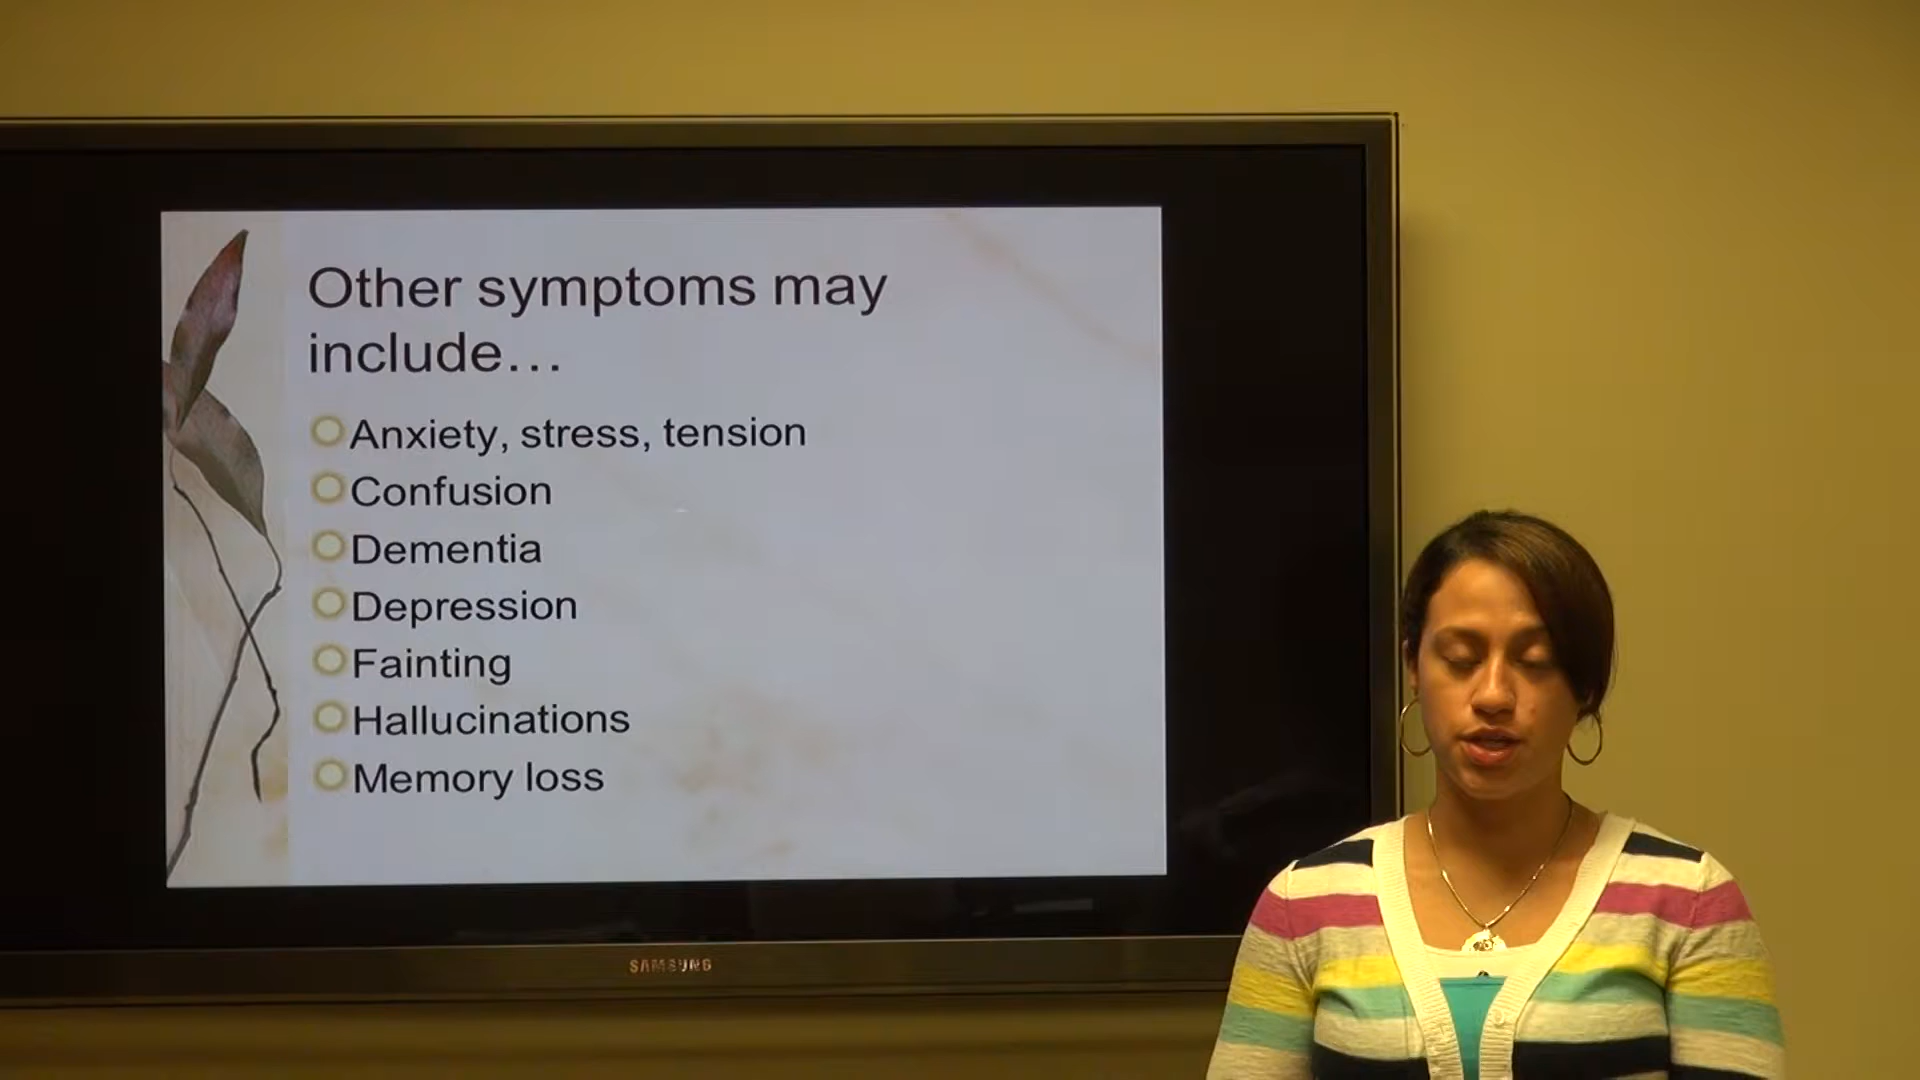 Other symptoms may
include…
Anxiety, stress, tension
Confusion
Dementia
Depression
Fainting
Hallucinations
Memory loss
SAMSUNG